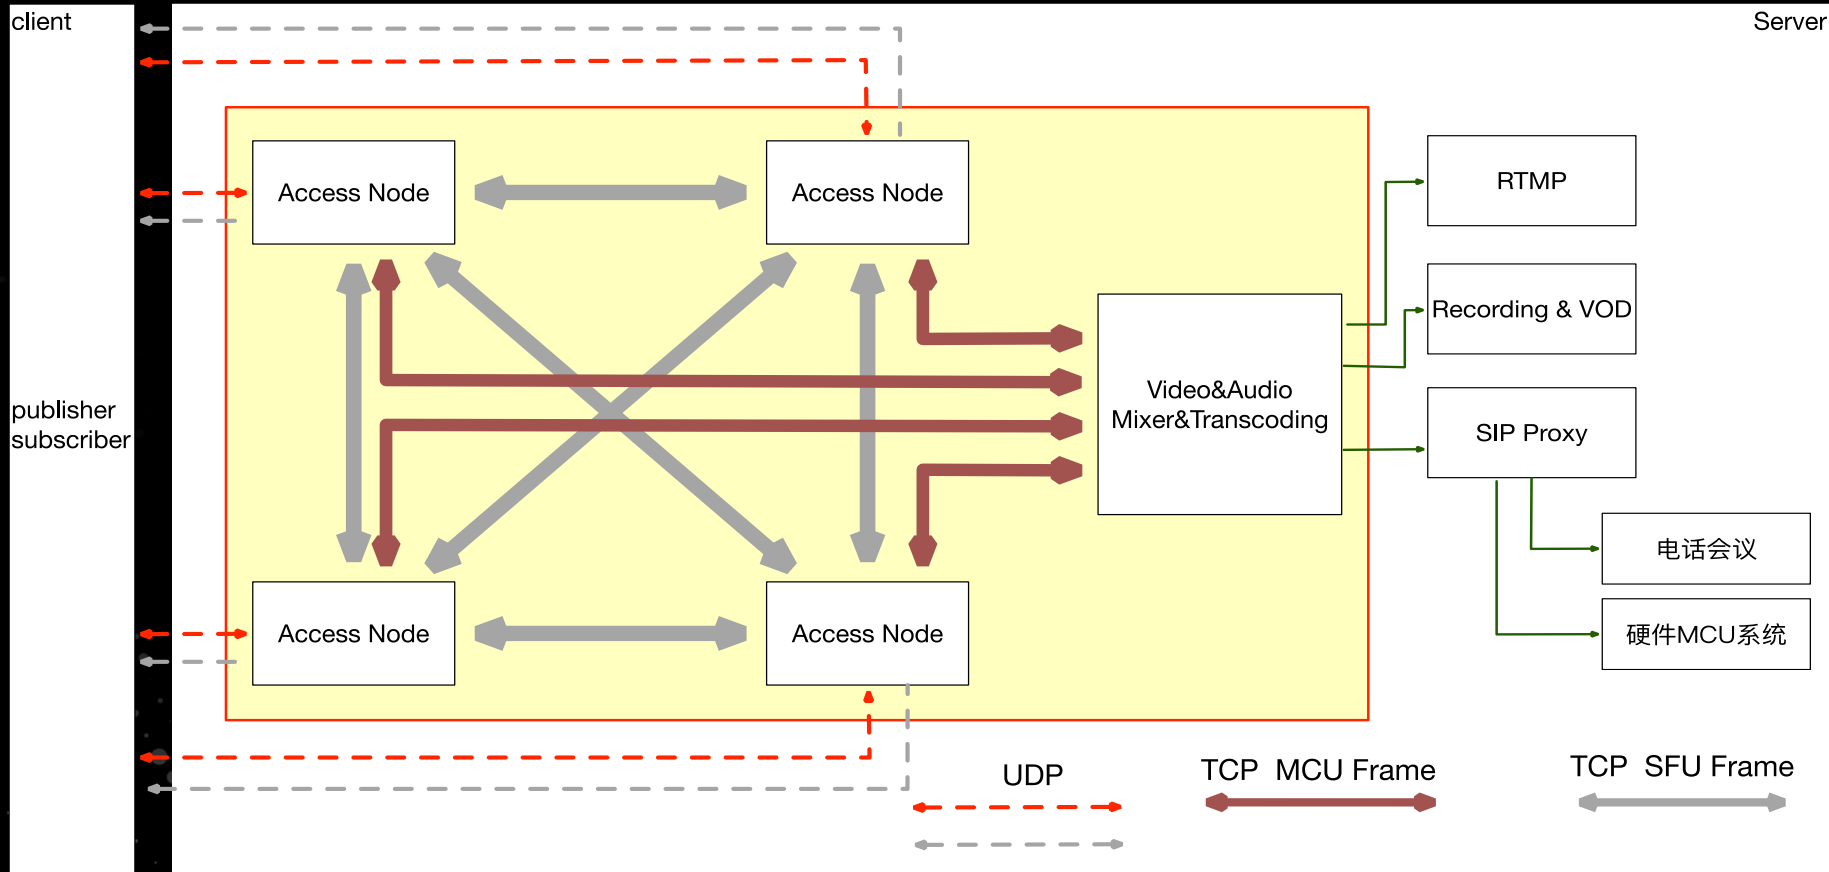 client
Server
Access Node
Access Node
RTMP
Recording & VOD
Video&Audio
Mixer&Transcoding
publisher
subscriber
SIP Proxy
电话会议
Access Node
Access Node
硬件MCU系统
UDP
TCP MCU Frame
TCP SFU Frame